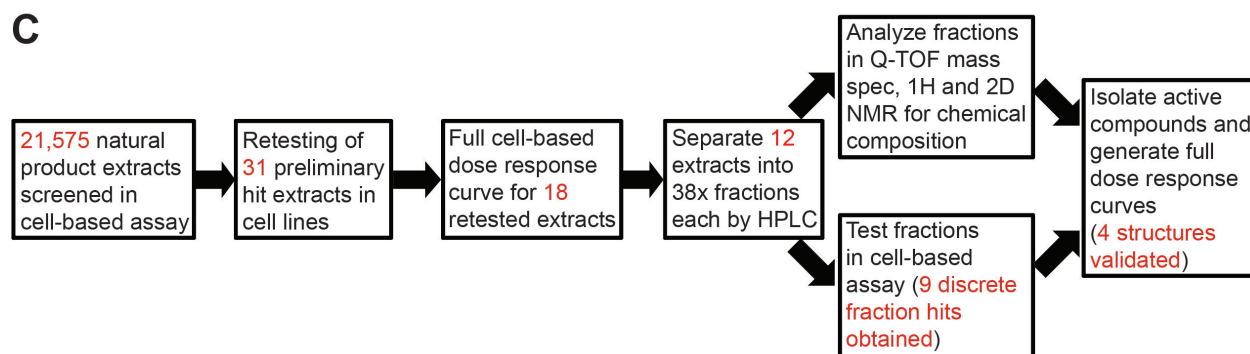 C
21,575 natural
product extracts
screened in
cell-based assay
Retesting of
31 preliminary
hit extracts in
cell lines
Full cell-based
dose response
curve for 18
retested extracts
Separate 12
extracts into
38x fractions
each by HPLC
Analyze fractions
in Q-TOF mass
spec, 1H and 2D
NMR for chemical
composition
Test fractions
in cell-based
assay (9 discrete
fraction hits
obtained)
Isolate active
compounds and
generate full
dose response
curves
(4 structures
validated)